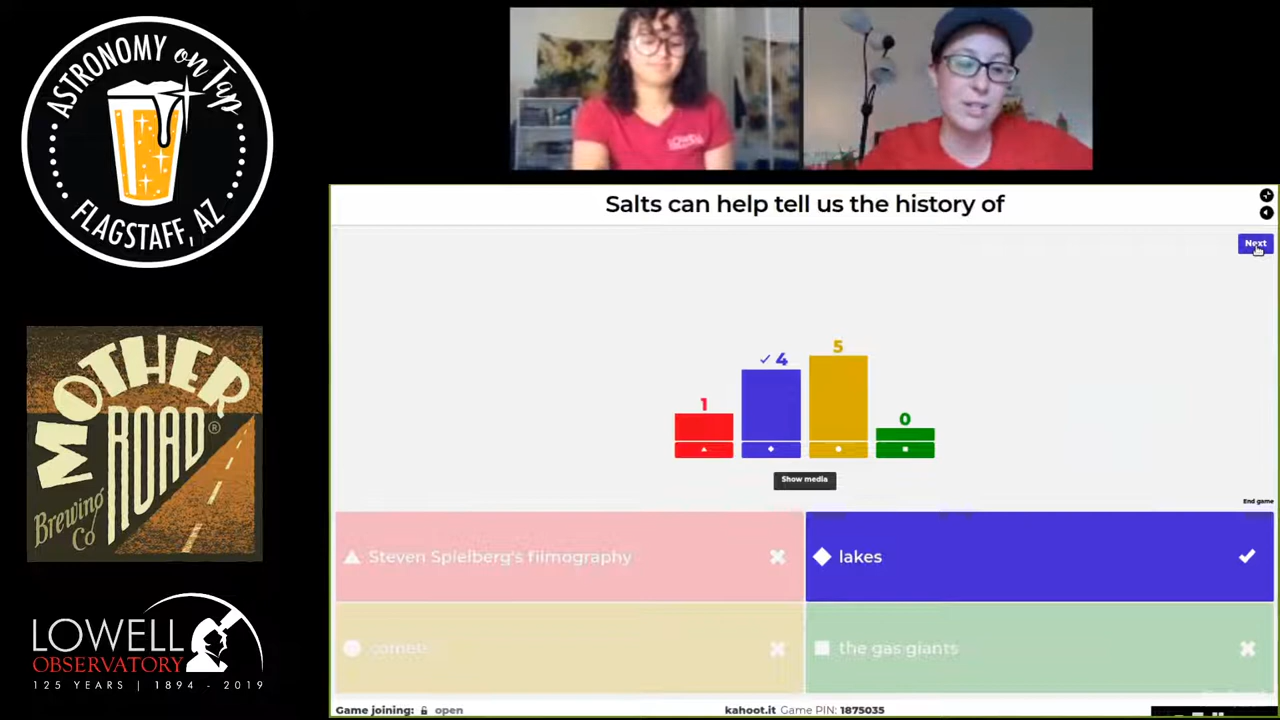 ASTRONOMY on Tap
FLAGSTAFF, AZ
MOTHER
ROAD
®
Brewing
Co
LOWELL
OBSERVATORY
125 YEARS | 1894 - 2019
LOWELL
Salts can help tell us the history of
Next
1
4
5
0
Show media
End game
Steven Spielberg's filmography
lakes
comets
the gas giants
Game joining: open
kahoot.it Game PIN: 1875035